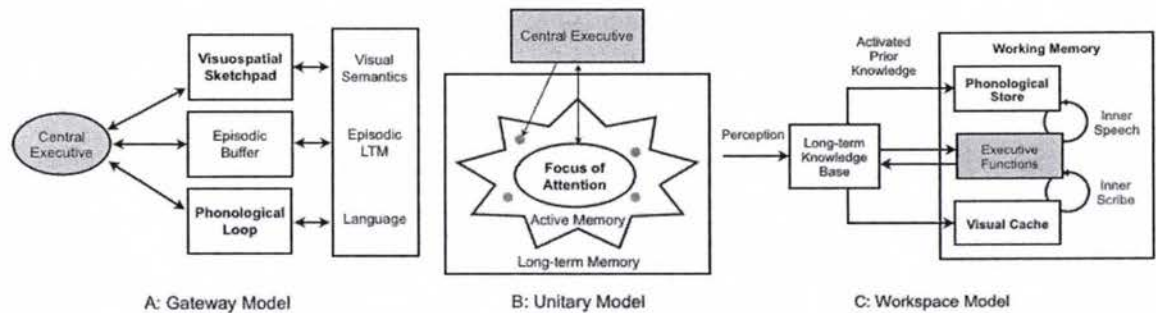 Central
Executive
Visuospatial
Sketchpad
Episodic
Buffer
Phonological
Loop
Visual
Semantics
Episodic
LTM
Language
A: Gateway Model
Central Executive
Focus of
Attention
Active Memory
Long-term Memory
B: Unitary Model
Perception
Long-term
Knowledge
Base
Activated
Prior
Knowledge
Working Memory
Phonological
Store
Inner
Speech
Executive
Functions
Inner
Scribe
Visual Cache
C: Workspace Model